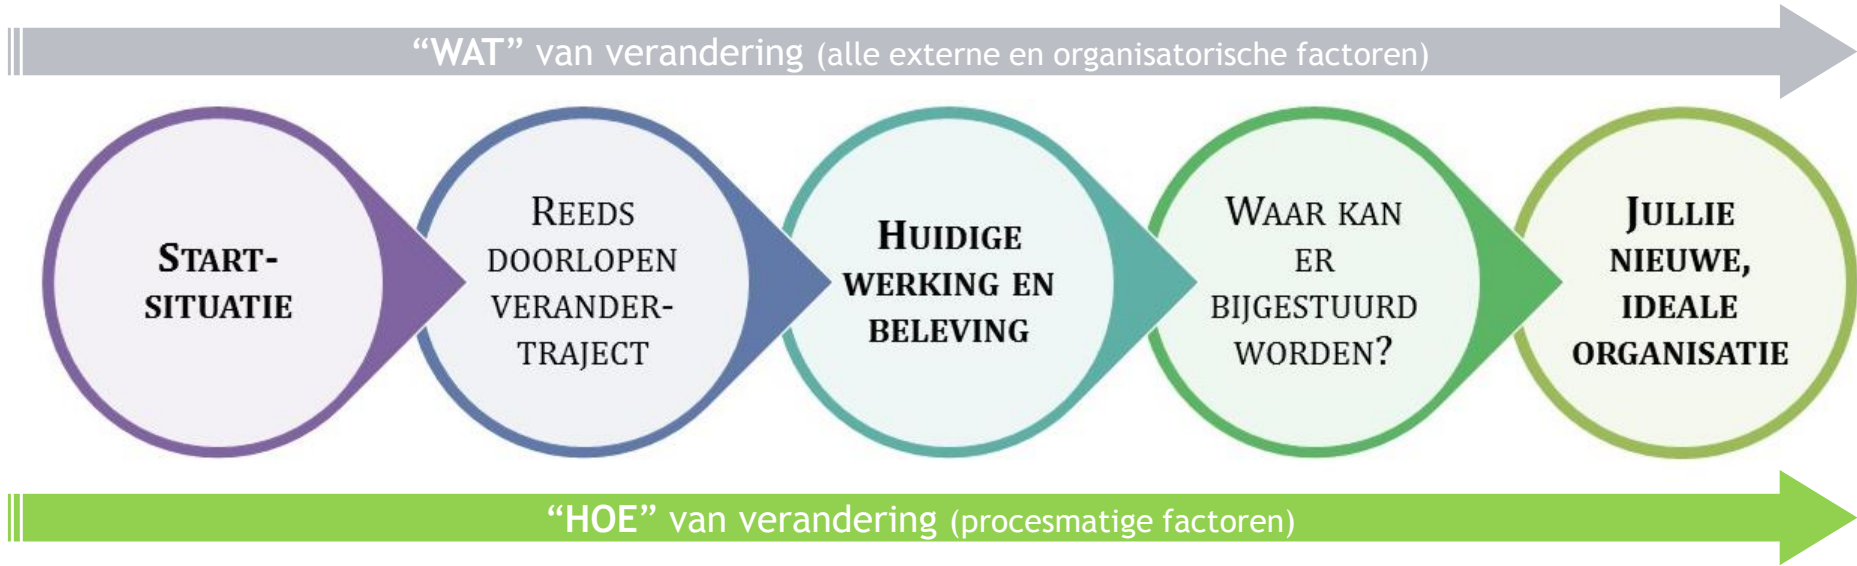 “WAT” van verandering (alle externe en organisatorische factoren)
START-
SITUATIE
REEDS
DOORLOPEN
VERANDER-
TRAJECT
HUIDIGE
WERKING EN
BELEVING
WAAR KAN
ER
BIJGESTUURD
WORDEN?
JULLIE
NIEUWE,
IDEALE
ORGANISATIE
“HOE” van verandering (procesmatige factoren)